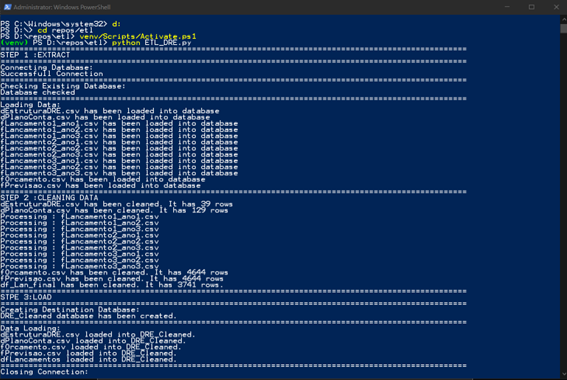 Administrator: Windows PowerShell
PS C:\Windows\system32> d:
PS D:\> cd repos/etl
PS D:\repos\etl> venv/Scripts/Activate.ps1
(venv) PS D:\repos\etl> python ETL_DRE.py
STEP 1 :EXTRACT
Connecting Database:
Successfull Connection
Checking Existing Database:
Database checked
Loading Data:
dEstruturaDRE.csv has been loaded into database
dPlanoConta.csv has been loaded into database
fLancamento1_ano1.csv has been loaded into database
fLancamento1_ano2.csv has been loaded into database
fLancamento1_ano3.csv has been loaded into database
fLancamento2_ano1.csv has been loaded into database
fLancamento2_ano2.csv has been loaded into database
fLancamento2_ano3.csv has been loaded into database
fLancamento3_ano1.csv has been loaded into database
fLancamento3_ano2.csv has been loaded into database
fLancamento3_ano3.csv has been loaded into database
fOrcamento.csv has been loaded into database
fPrevisao.csv has been loaded into database
STEP 2 :CLEANING DATA
dEstruturaDRE.csv has been cleaned. It has 39 rows
dPlanoConta.csv has been cleaned. It has 129 rows
Processing : fLancamento1_ano1.csv
Processing : fLancamento1_ano2.csv
Processing : fLancamento1_ano3.csv
Processing : fLancamento2_ano1.csv
Processing : fLancamento2_ano2.csv
Processing : fLancamento2_ano3.csv
Processing : fLancamento3_ano1.csv
Processing : fLancamento3_ano2.csv
Processing : fLancamento3_ano3.csv
fOrcamento.csv has been cleaned. It has 4644 rows
fPrevisao.csv has been cleaned. It has 4644 rows
df_Lan_final has been cleaned. It has 3741 rows.
STPE 3:LOAD
Creating Destination Database:
DRE_Cleaned database has been created.
Data Loading:
dEstruturaDRE.csv loaded into DRE_Cleaned.
dPlanoConta.csv loaded into DRE_Cleaned.
fOrcamento.csv loaded into DRE_Cleaned.
fPrevisao.csv loaded into DRE_Cleaned.
dfLancamentos loaded into DRE_Cleaned.
Closing Connection: